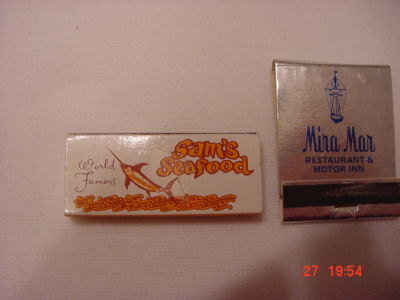 World
Famous
Sam's
Seafood
Mira Mar
RESTAURANT &
MOTOR INN
27 19:54